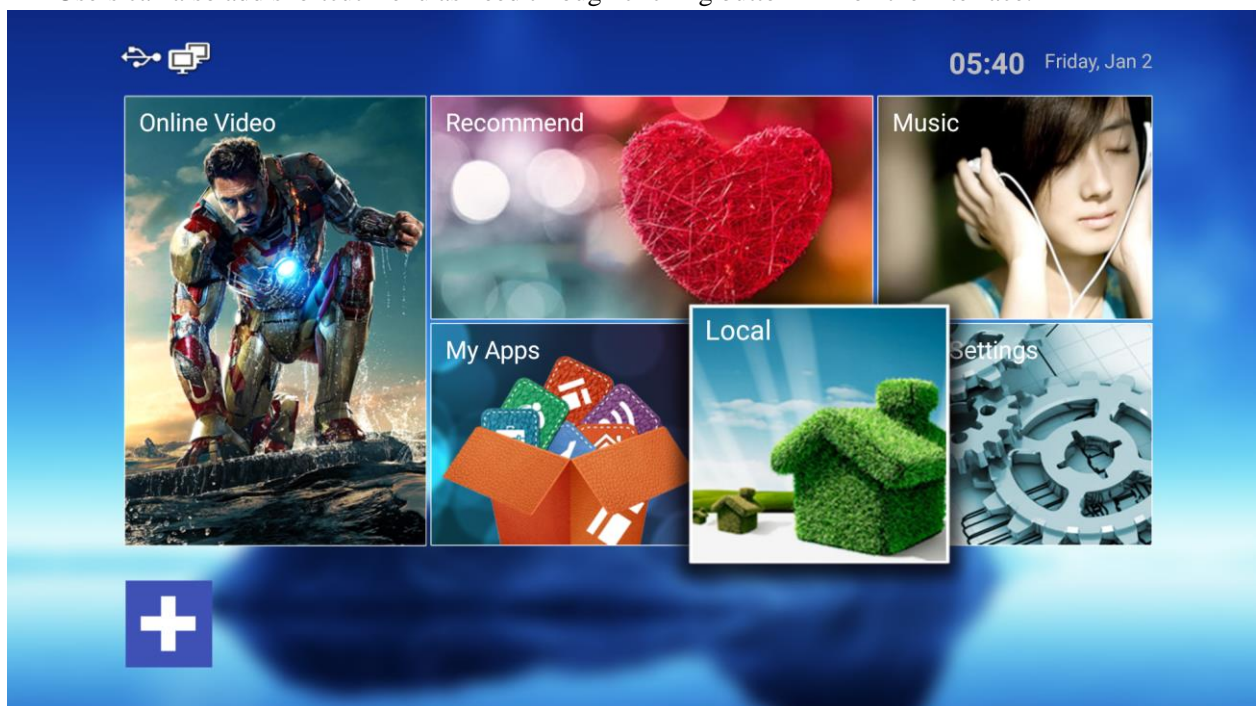 05:40 Friday, Jan 2
Online Video
Recommend
Music
My Apps
Local
Settings